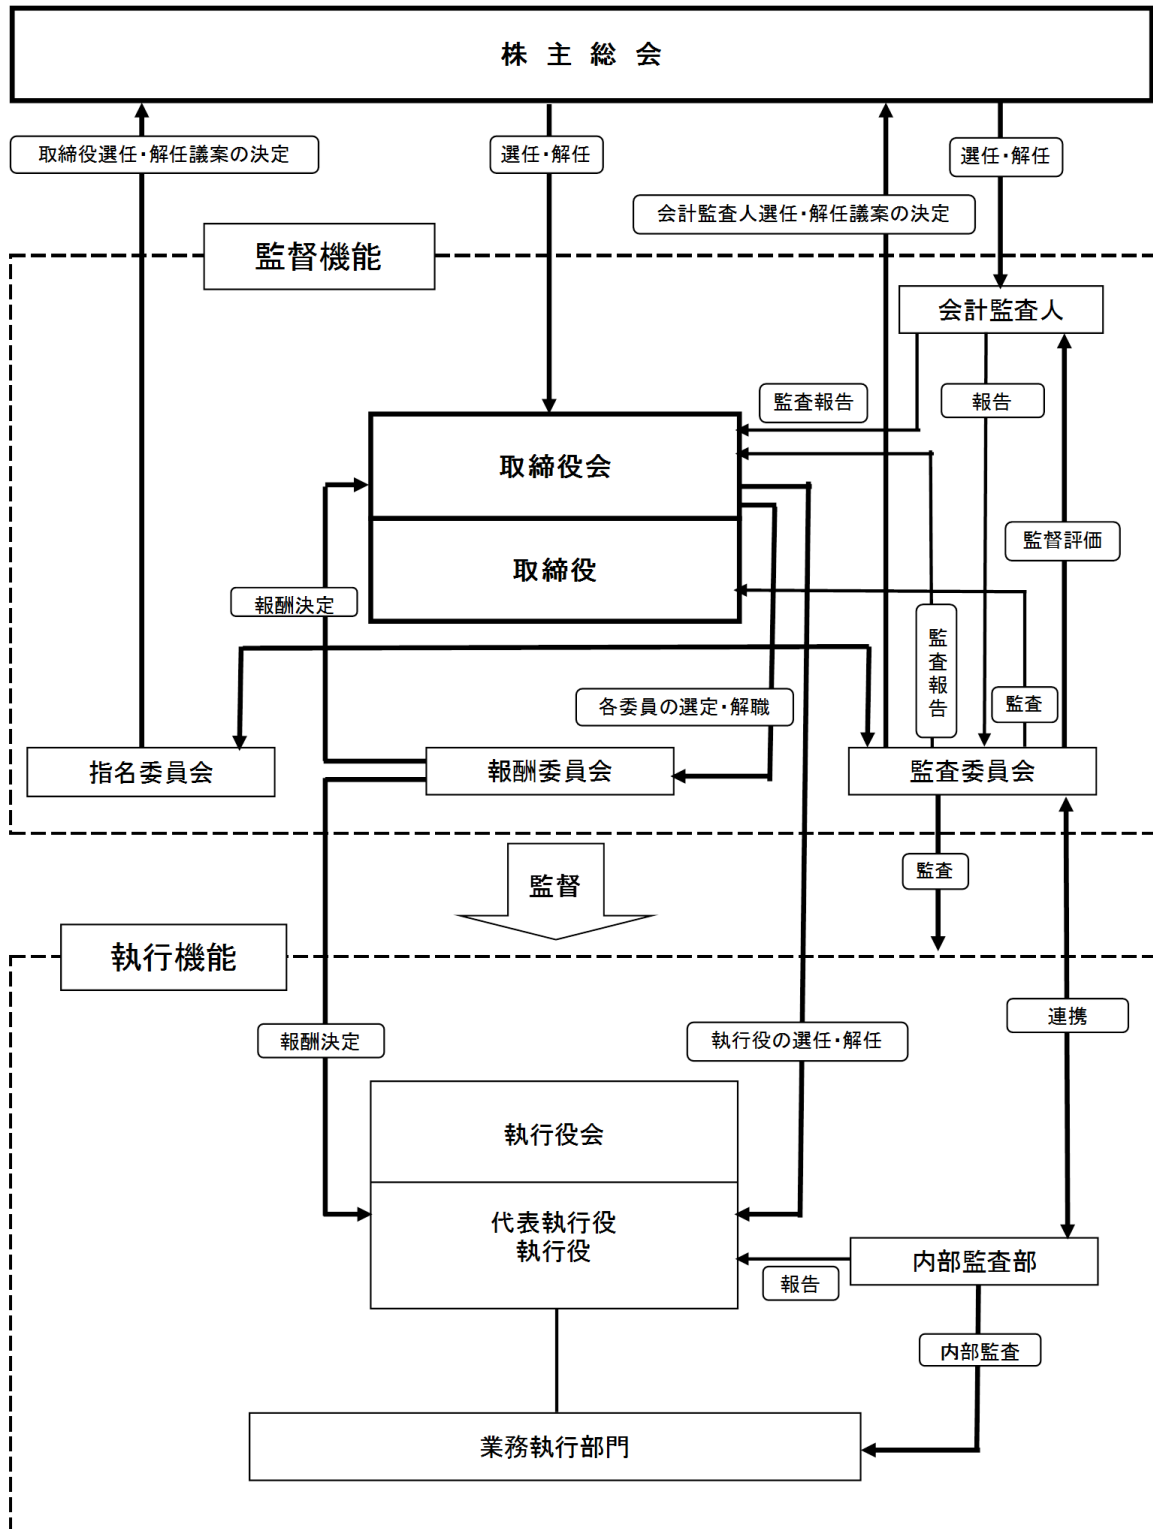 株主総会
取締役選任・解任議案の決定
選任・解任
選任・解任
会計監査人選任・解任議案の決定
監督機能
会計監査人
監査報告
報告
取締役会
監督評価
取締役
報酬決定
監査報告
監査
各委員の選定・解職
指名委員会
報酬委員会
監査委員会
監督
監査
執行機能
連携
報酬決定
執行役の選任・解任
執行役会
代表執行役
執行役
内部監査部
報告
内部監査
業務執行部門